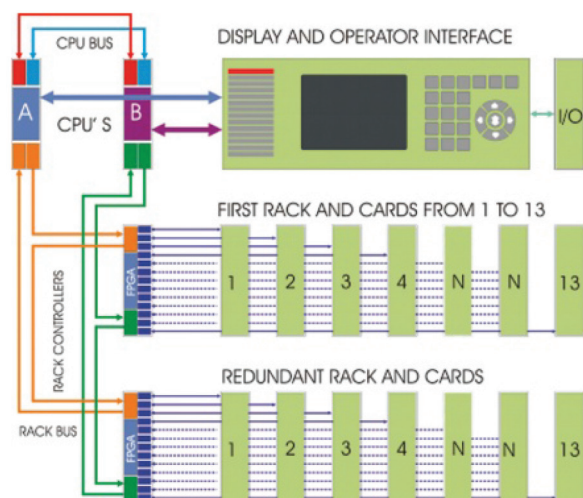 CPU BUS
DISPLAY AND OPERATOR INTERFACE
A
CPU' S
B
I/O
FIRST RACK AND CARDS FROM 1 TO 13
FPGA
1
2
3
4
N
N
13
RACK CONTROLLERS
REDUNDANT RACK AND CARDS
RACK BUS
FPGA
1
2
3
4
N
N
13